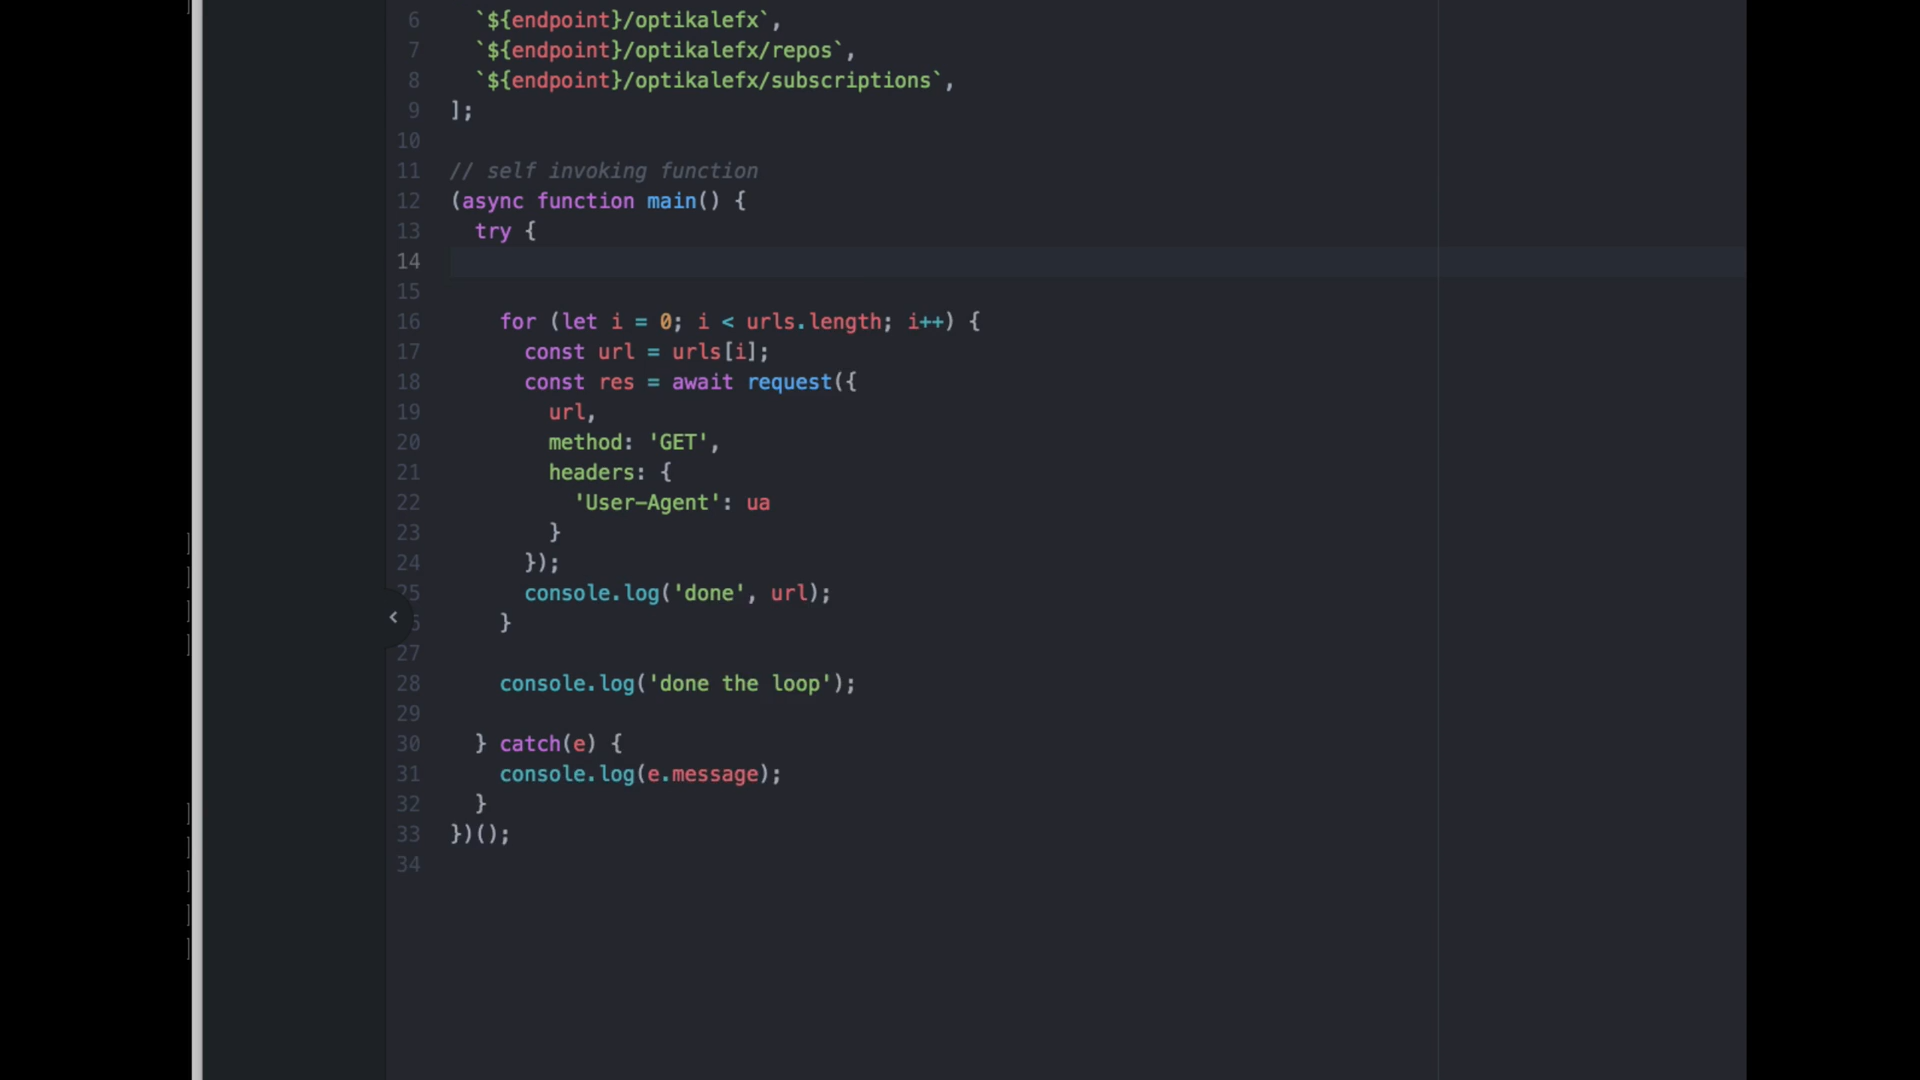 6 `${endpoint}/optikalefx`,
7 `${endpoint}/optikalefx/repos`,
8 `${endpoint}/optikalefx/subscriptions`,
9 ];
10
11 // self invoking function
12 (async function main() {
13 try {
14
15
16 for (let i = 0; i < urls.length; i++) {
17 const url = urls[i];
18 const res = await request({
19 url,
20 method: 'GET',
21 headers: {
22 'User-Agent': ua
23 }
24 });
25 console.log('done', url);
6 }
27
28 console.log('done the loop');
29
30 } catch(e) {
31 console.log(e.message);
32 }
33 })();
34